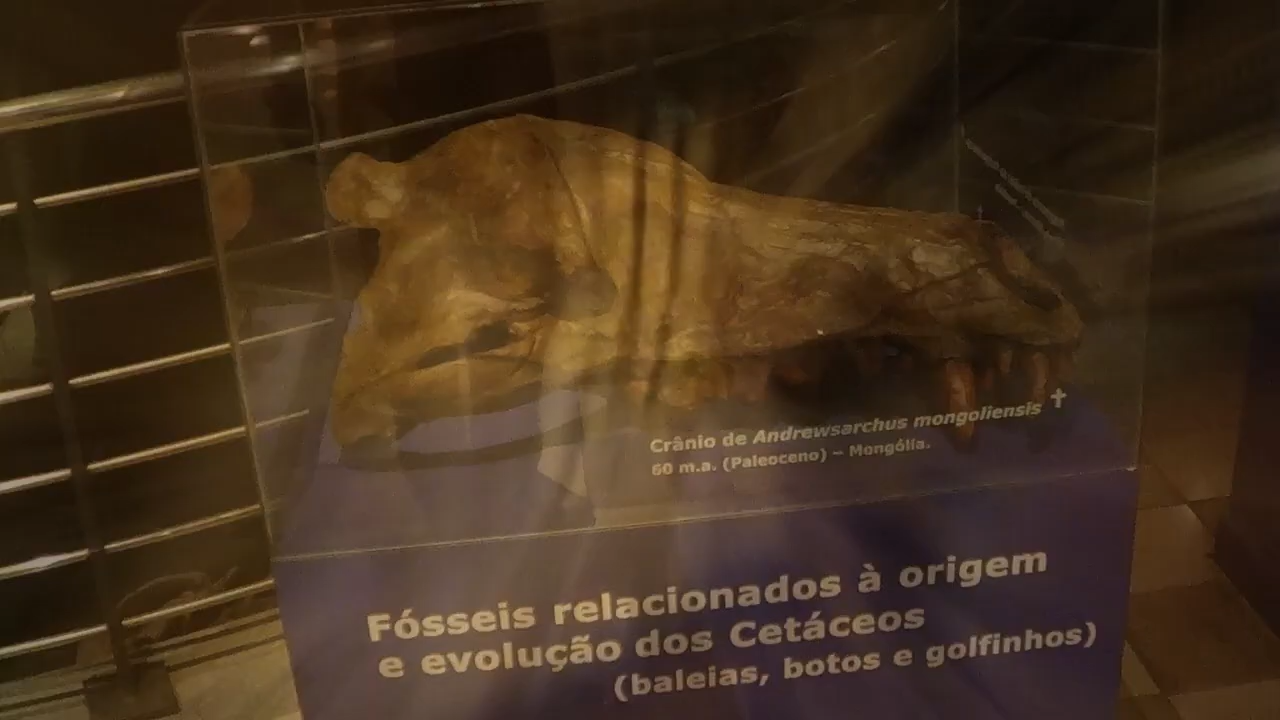 Crânio de Andrewsarchus mongoliensis ✝
60 m.a. (Paleoceno) – Mongólia.
Fósseis relacionados à origem
e evolução dos Cetáceos
(baleias, botos e golfinhos)